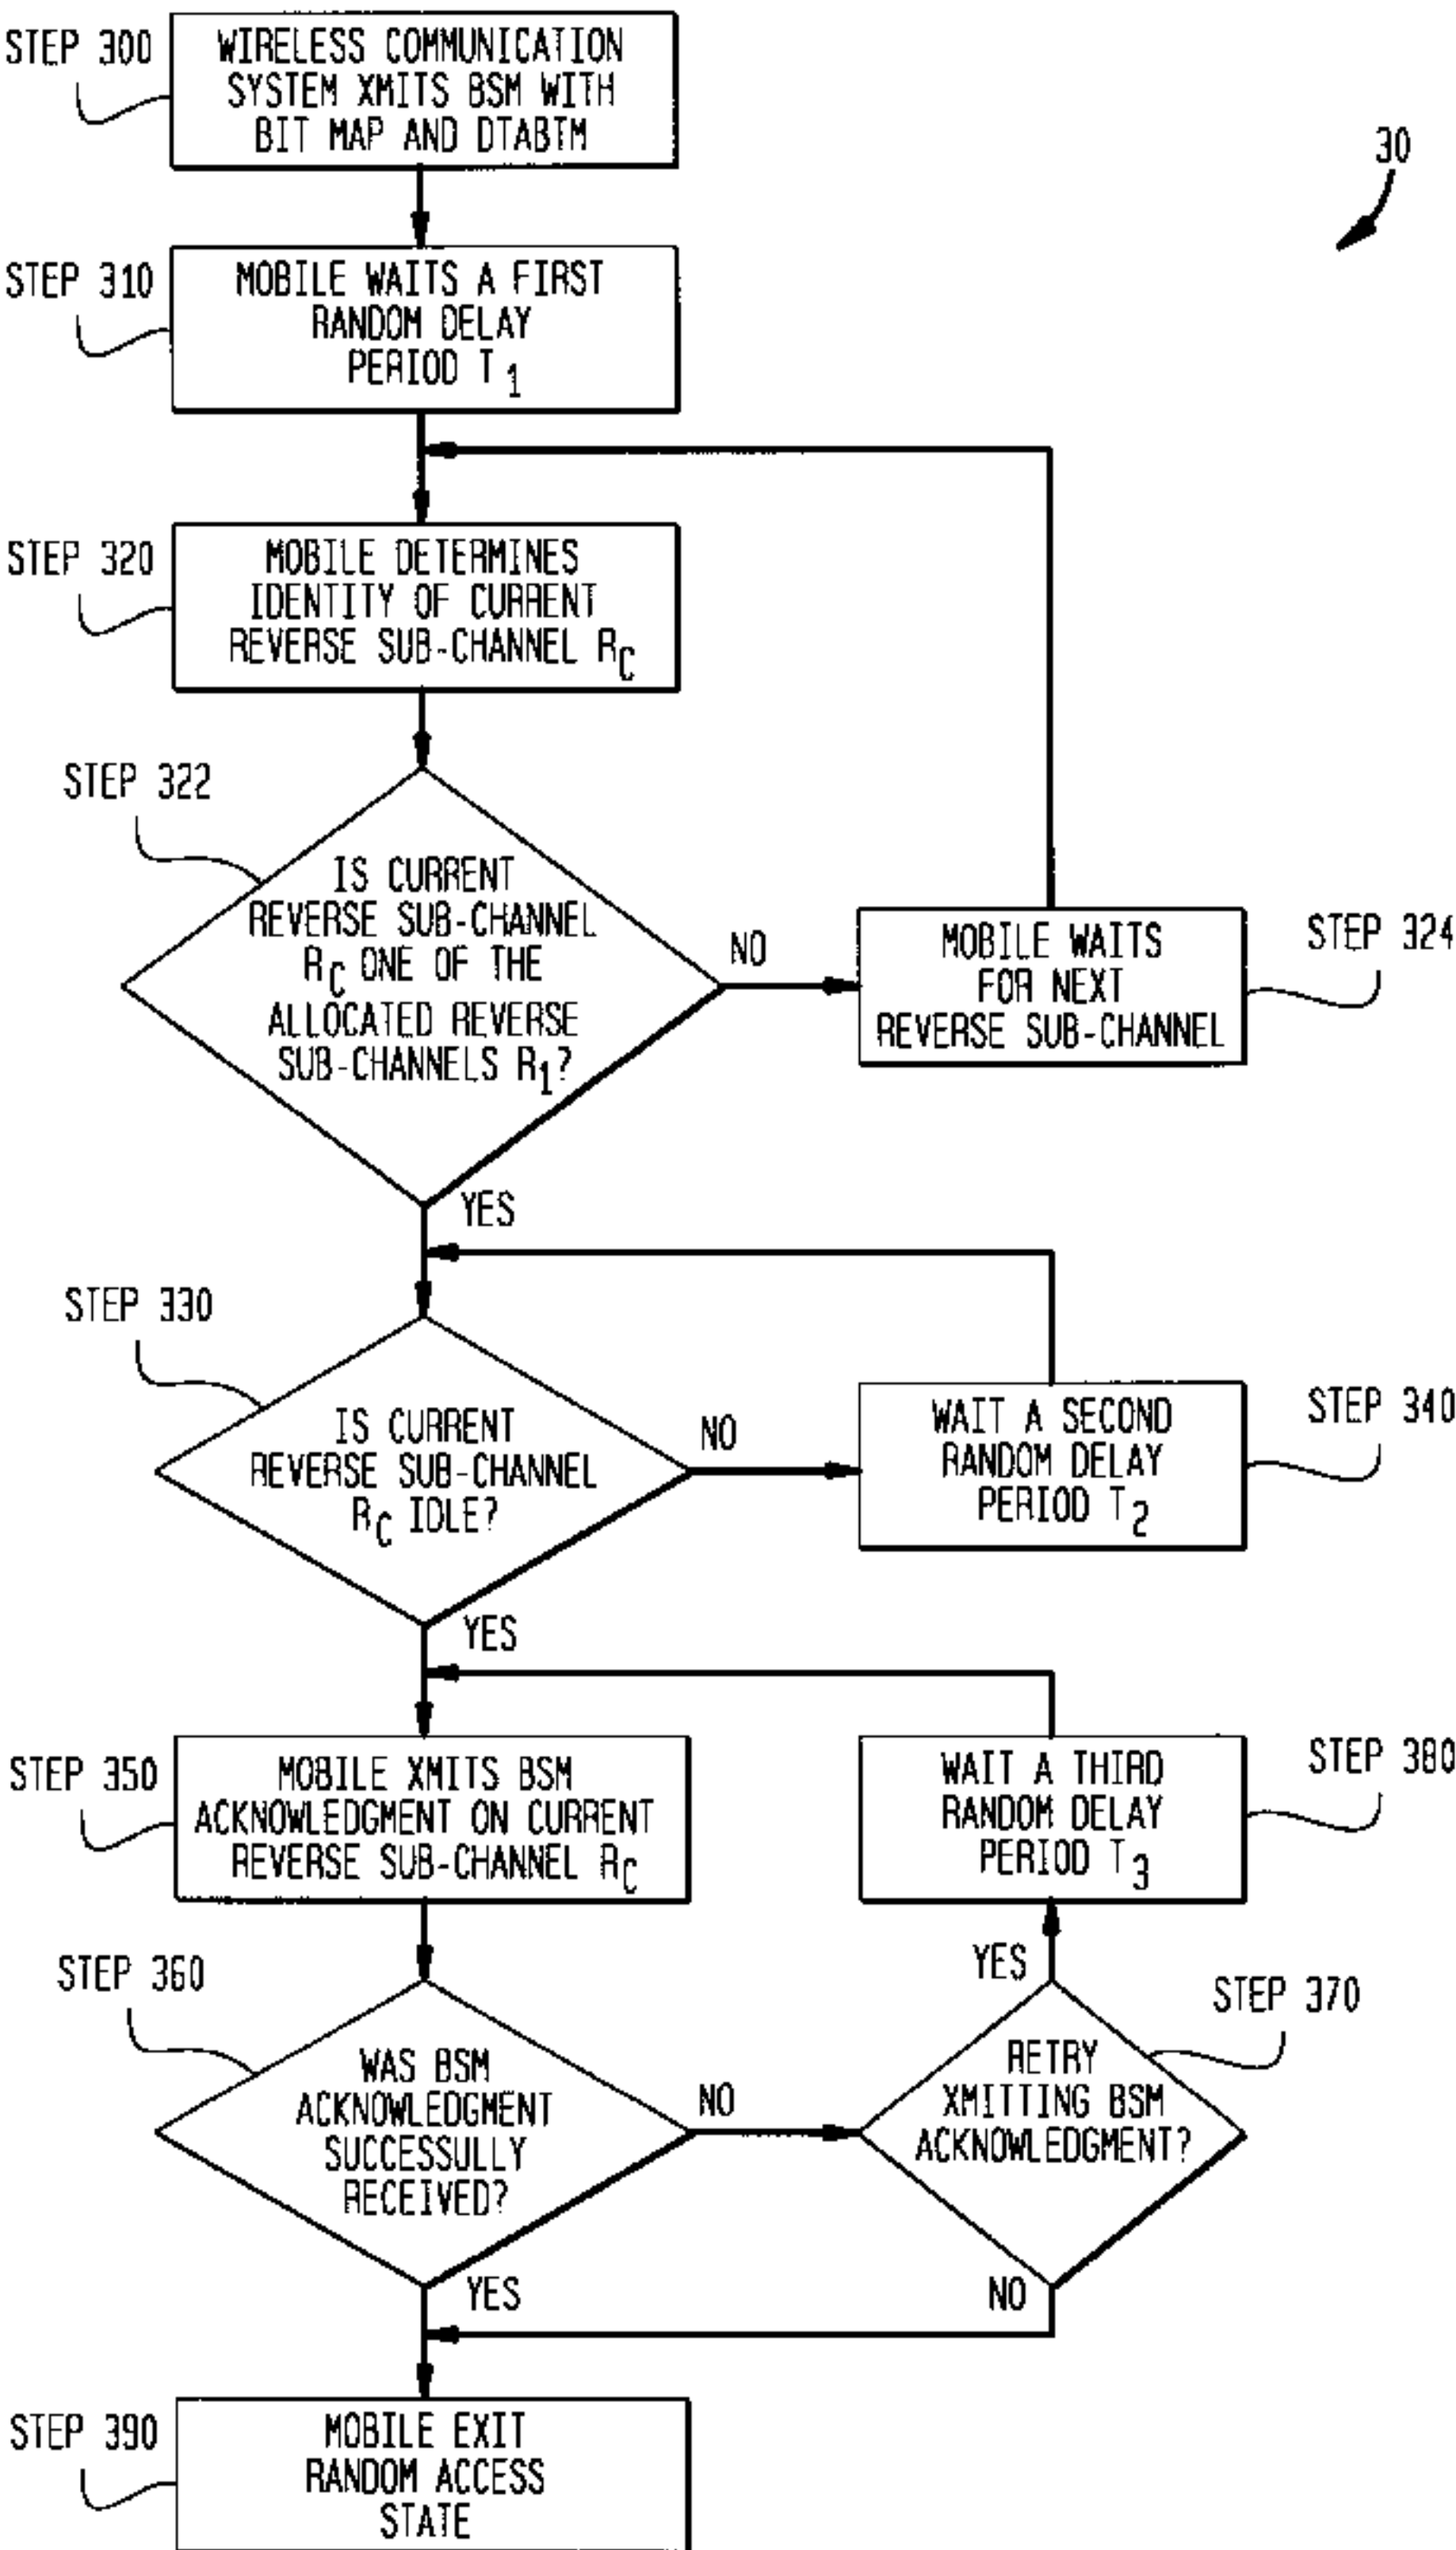 STEP 300
WIRELESS COMMUNICATION
SYSTEM XMITS BSM WITH
BIT MAP AND DTABTM
30
STEP 310
MOBILE WAITS A FIRST
RANDOM DELAY
PERIOD T1
STEP 320
MOBILE DETERMINES
IDENTITY OF CURRENT
REVERSE SUB-CHANNEL RC
STEP 322
IS CURRENT
REVERSE SUB-CHANNEL
RC ONE OF THE
ALLOCATED REVERSE
SUB-CHANNELS R1?
NO
MOBILE WAITS
FOR NEXT
REVERSE SUB-CHANNEL
STEP 324
YES
STEP 330
IS CURRENT
REVERSE SUB-CHANNEL
RC IDLE?
NO
WAIT A SECOND
RANDOM DELAY
PERIOD T2
STEP 340
YES
STEP 350
MOBILE XMITS BSM
ACKNOWLEDGMENT ON CURRENT
REVERSE SUB-CHANNEL RC
WAIT A THIRD
RANDOM DELAY
PERIOD T3
STEP 380
STEP 360
WAS BSM
ACKNOWLEDGMENT
SUCCESSULLY
RECEIVED?
NO
YES
STEP 370
RETRY
XMITTING BSM
ACKNOWLEDGMENT?
YES
NO
STEP 390
MOBILE EXIT
RANDOM ACCESS
STATE